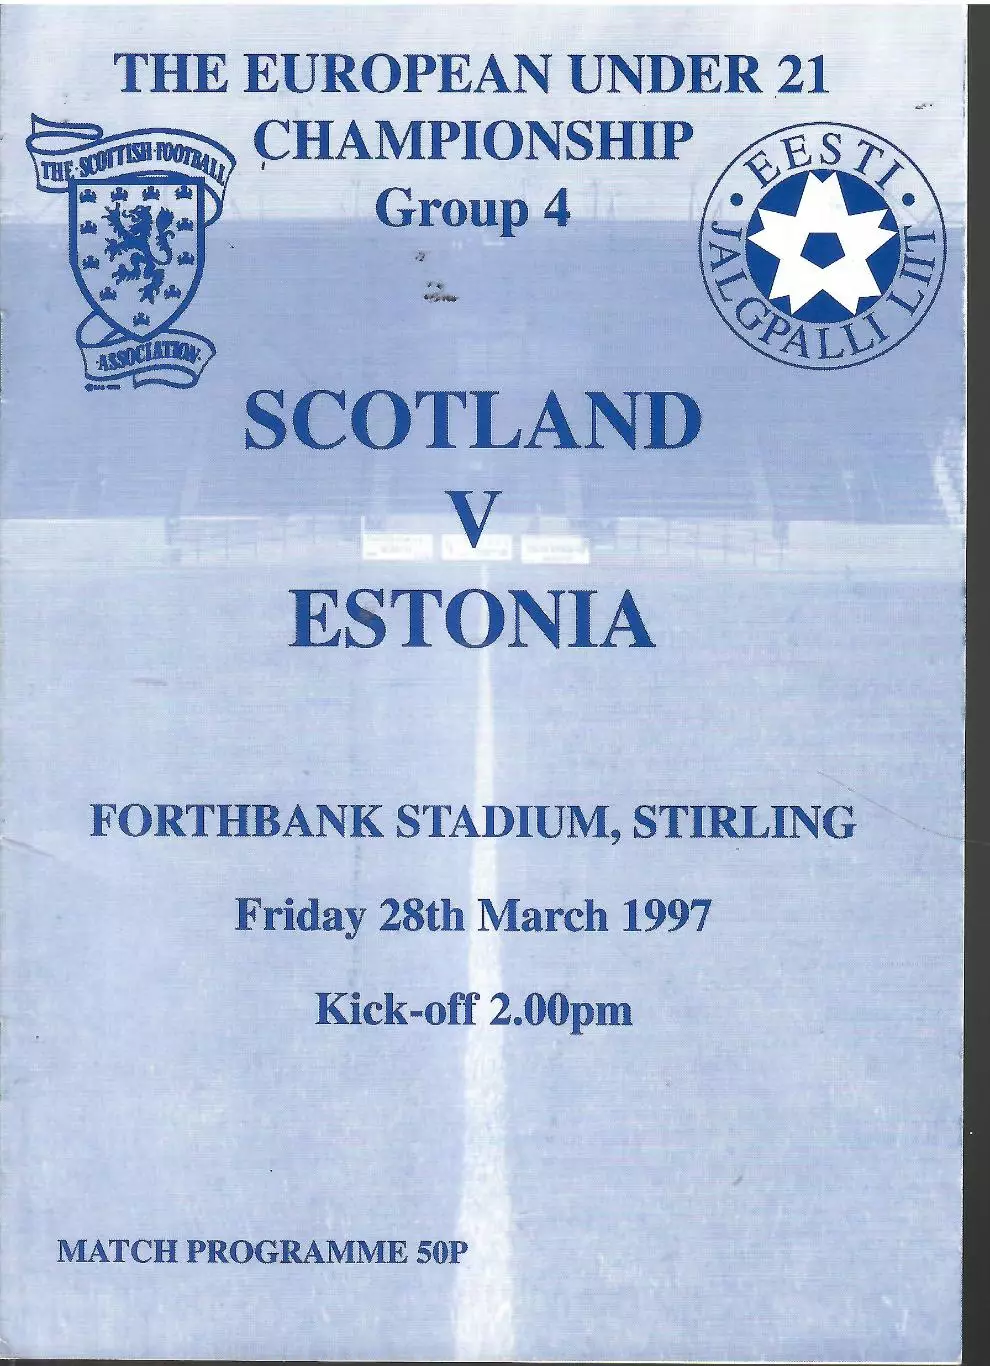 THE EUROPEAN UNDER 21
CHAMPIONSHIP
Group 4
THE · SCOTTISH · FOOTBALL
ASSOCIATION
EESTI
JALGPALLI LIIT
SCOTLAND
V
ESTONIA
FORTHBANK STADIUM, STIRLING
Friday 28th March 1997
Kick-off 2.00pm
MATCH PROGRAMME 50P